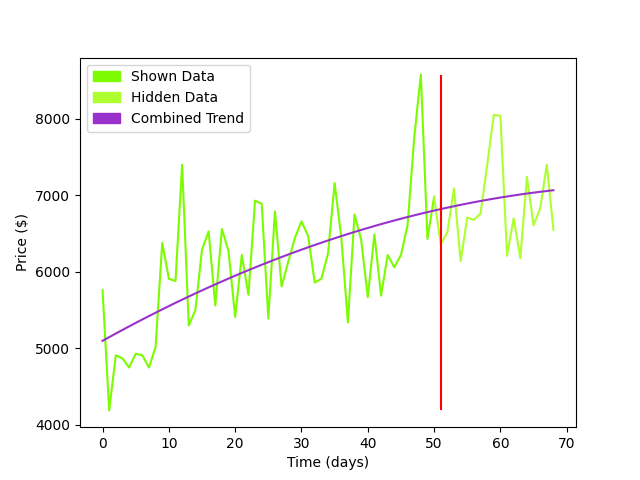 Shown Data
Hidden Data
Combined Trend
8000
7000
6000
5000
4000
Price ($)
0 10 20 30 40 50 60 70
Time (days)